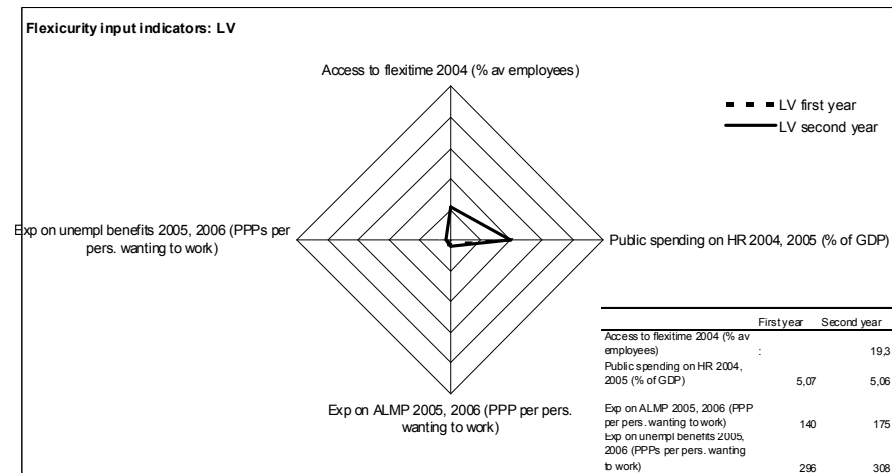 Flexicurity input indicators: LV
Access to flexitime 2004 (% av employees)
LV first year
LV second year
Exp on unempl benefits 2005, 2006 (PPPs per
pers. wanting to work)
Public spending on HR 2004, 2005 (% of GDP)
Exp on ALMP 2005, 2006 (PPP per pers.
wanting to work)
First year Second year
Access to flexitime 2004 (% av
employees) : 19,3
Public spending on HR 2004,
2005 (% of GDP) 5,07 5,06
Exp on ALMP 2005, 2006 (PPP
per pers. wanting to work) 140 175
Exp on unempl benefits 2005,
2006 (PPPs per pers. wanting
to work) 296 308